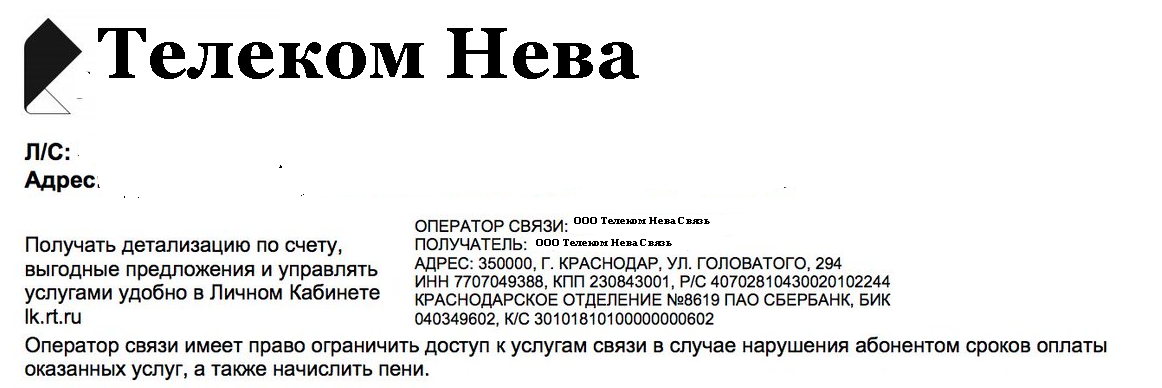 Телеком Нева
Л/С:
Адрес
ОПЕРАТОР СВЯЗИ: ООО Телеком Нева Связь
ПОЛУЧАТЕЛЬ: ООО Телеком Нева Связь
АДРЕС: 350000, Г. КРАСНОДАР, УЛ. ГОЛОВАТОГО, 294
ИНН 7707049388, КПП 230843001, Р/С 40702810430020102244
КРАСНОДАРСКОЕ ОТДЕЛЕНИЕ №8619 ПАО СБЕРБАНК, БИК
040349602, К/С 30101810100000000602
Получать детализацию по счету,
выгодные предложения и управлять
услугами удобно в Личном Кабинете
lk.rt.ru
Оператор связи имеет право ограничить доступ к услугам связи в случае нарушения абонентом сроков оплаты
оказанных услуг, а также начислить пени.